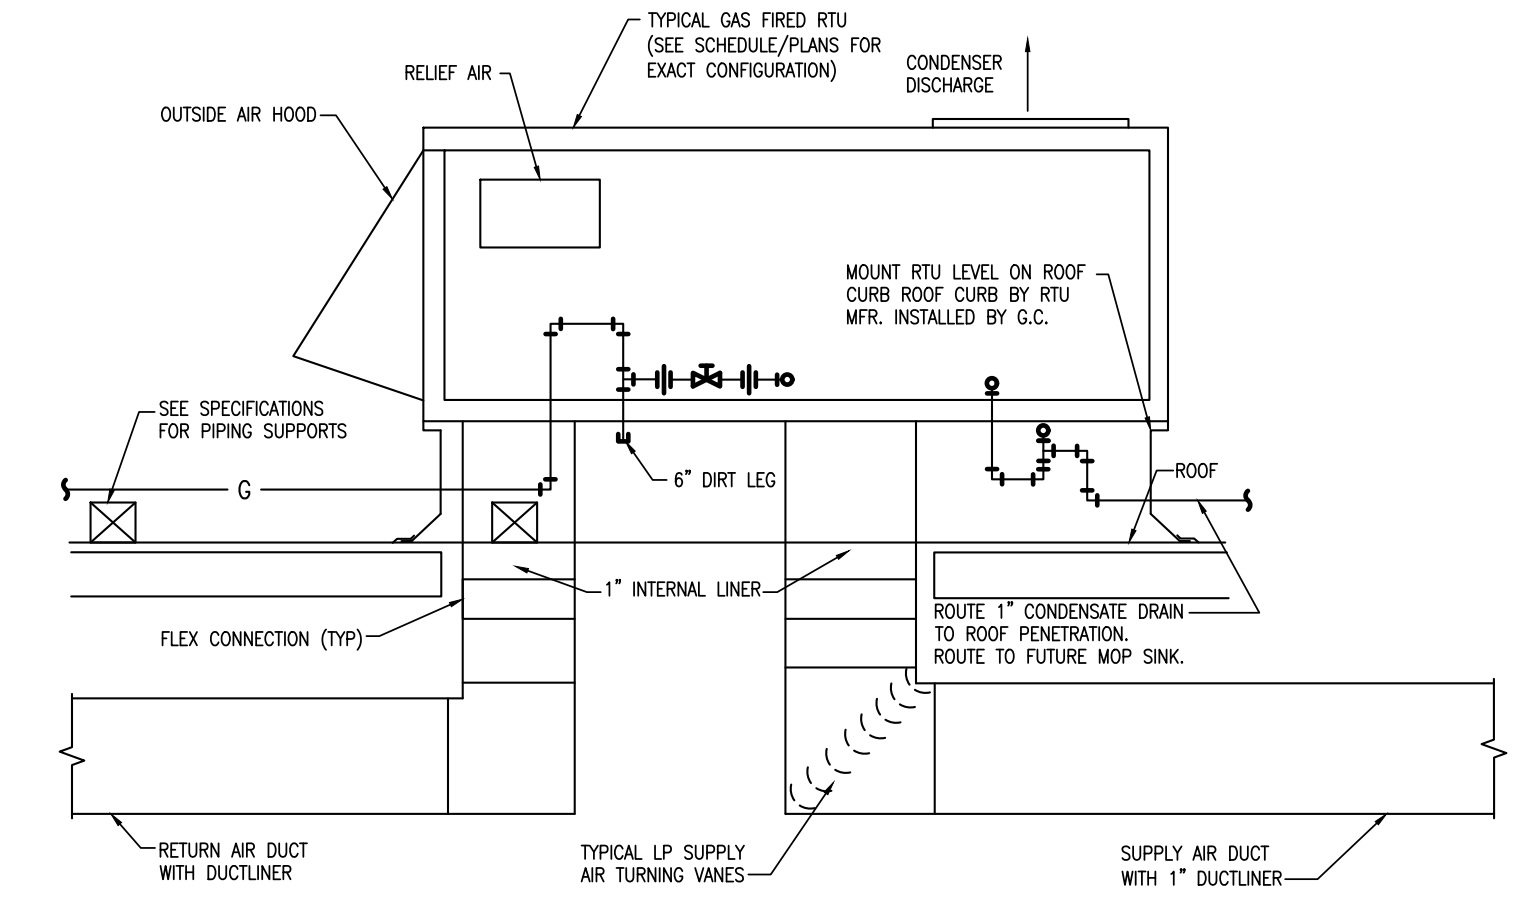 TYPICAL GAS FIRED RTU
(SEE SCHEDULE/PLANS FOR
EXACT CONFIGURATION)
RELIEF AIR
CONDENSER
DISCHARGE
OUTSIDE AIR HOOD
MOUNT RTU LEVEL ON ROOF
CURB ROOF CURB BY RTU
MFR. INSTALLED BY G.C.
SEE SPECIFICATIONS
FOR PIPING SUPPORTS
6" DIRT LEG
ROOF
G
1" INTERNAL LINER
FLEX CONNECTION (TYP)
ROUTE 1" CONDENSATE DRAIN
TO ROOF PENETRATION.
ROUTE TO FUTURE MOP SINK.
RETURN AIR DUCT
WITH DUCTLINER
TYPICAL LP SUPPLY
AIR TURNING VANES
SUPPLY AIR DUCT
WITH 1" DUCTLINER